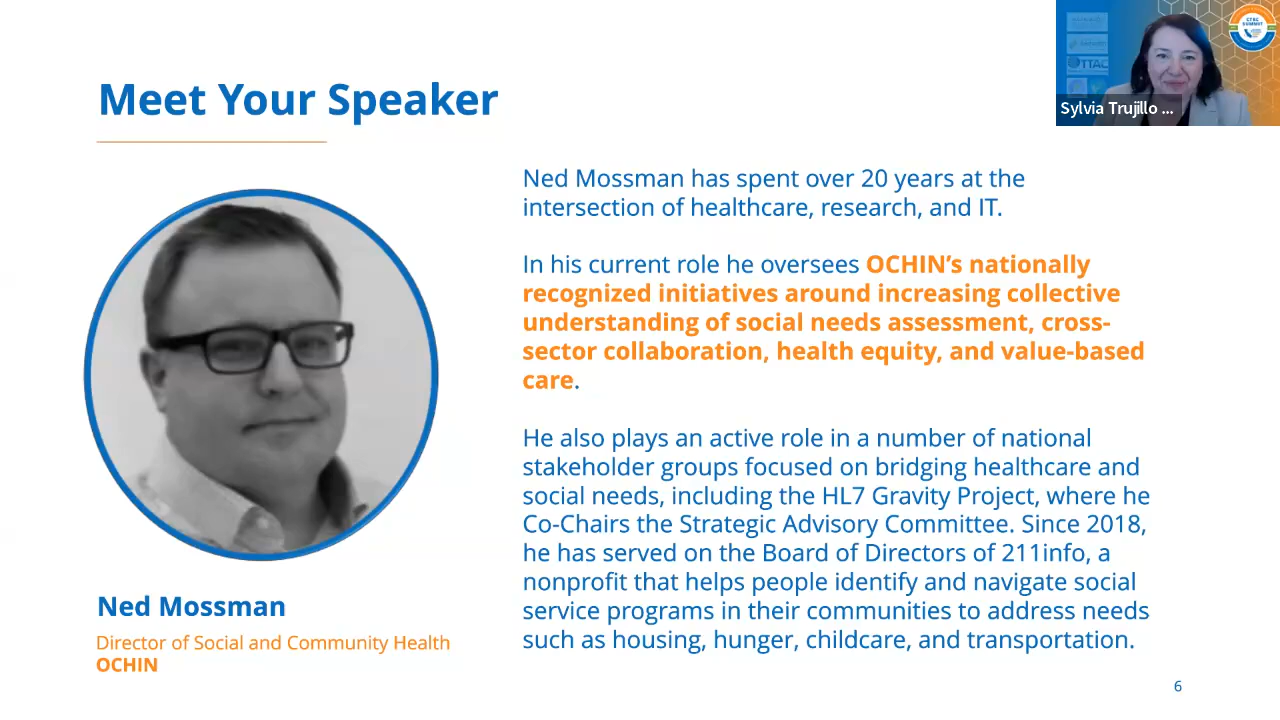 Meet Your Speaker
Sylvia Trujillo ...
TTAC
Ned Mossman has spent over 20 years at the
intersection of healthcare, research, and IT.
In his current role he oversees OCHIN’s nationally
recognized initiatives around increasing collective
understanding of social needs assessment, cross-
sector collaboration, health equity, and value-based
care.
He also plays an active role in a number of national
stakeholder groups focused on bridging healthcare and
social needs, including the HL7 Gravity Project, where he
Co-Chairs the Strategic Advisory Committee. Since 2018,
he has served on the Board of Directors of 211info, a
nonprofit that helps people identify and navigate social
service programs in their communities to address needs
such as housing, hunger, childcare, and transportation.
Ned Mossman
Director of Social and Community Health
OCHIN
6